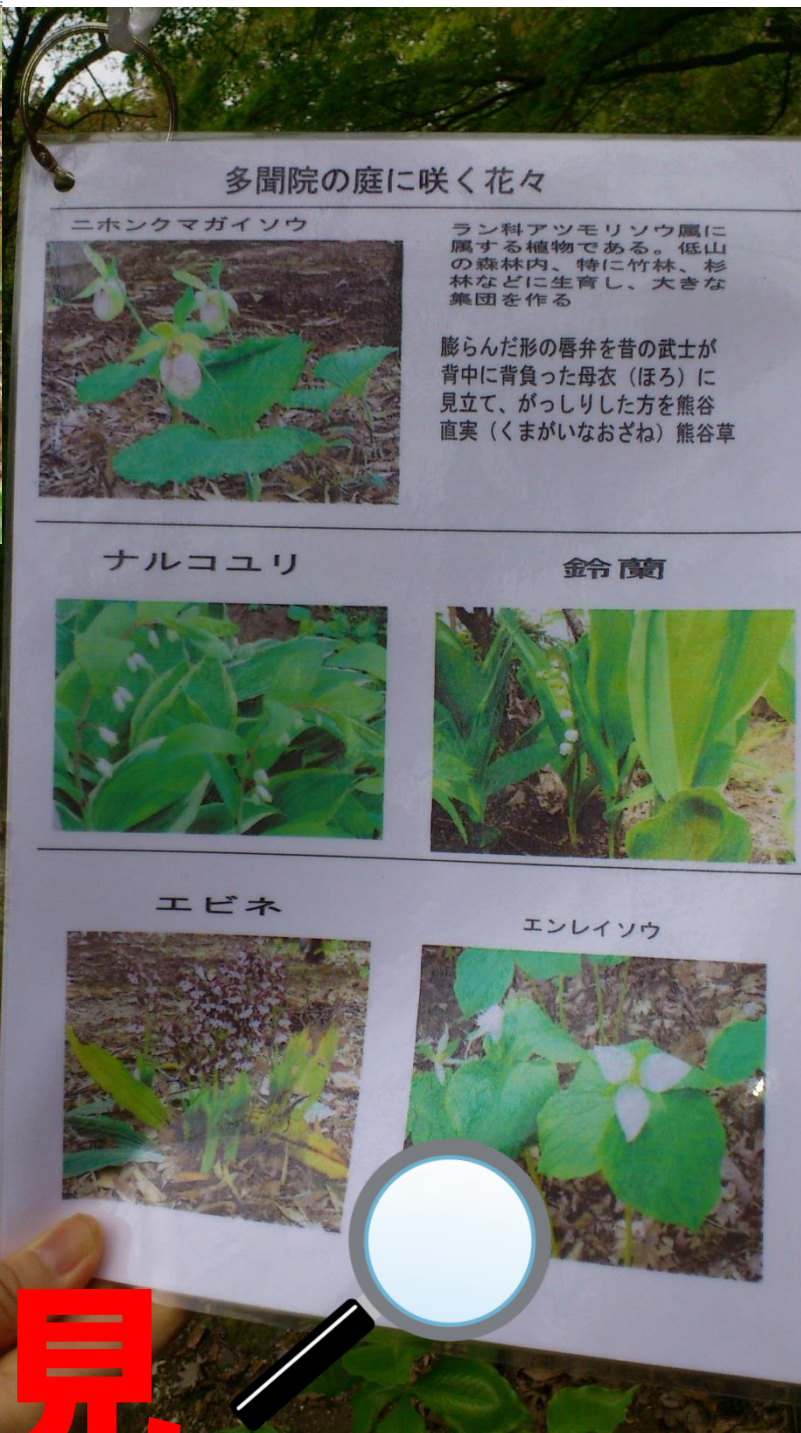 多聞院の庭に咲く花々
ニホンクマガイソウ
ラン科アツモリソウ属に
属する植物である。低山
の森林内、特に竹林、杉
林などに生育し、大きな
集団を作る
膨らんだ形の唇弁を昔の武士が
背中に背負った母衣（ほろ）に
見立て、がっしりした方を熊谷
直実（くまがいなおざね）熊谷草
ナルコユリ
鈴蘭
エビネ
エンレイソウ
見